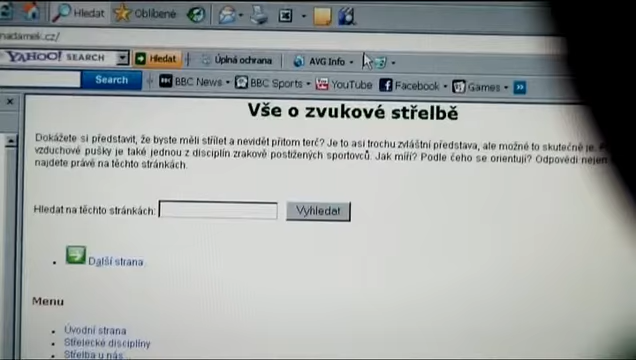 Hledat Oblíbené
nadamek.cz/
YAHOO! SEARCH Hledat Úplná ochrana AVG Info
Search BBC News BBC Sports YouTube Facebook Games
Vše o zvukové střelbě
Dokážete si představit, že byste měli střílet a nevidět přitom terč? Je to asi trochu zvláštní představa, ale možné to skutečně je.
vzduchové pušky je také jednou z disciplín zrakově postižených sportovců. Jak míří? Podle čeho se orientují? Odpovědi
najdete právě na těchto stránkách.
Hledat na těchto stránkách: Vyhledat
Další strana
Menu
Úvodní strana
Střelecké disciplíny
Střelba u nás